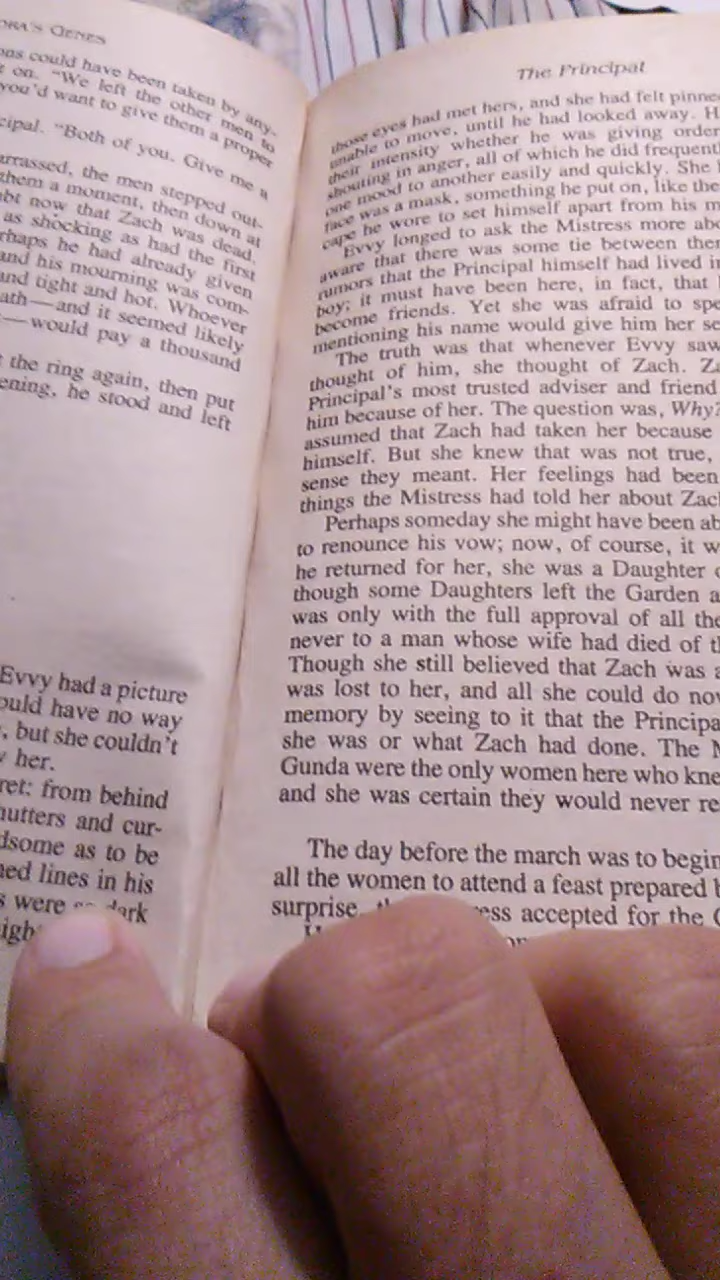 ORA'S GENES
ons could have been taken by any-
t on. "We left the other men to
you'd want to give them a proper
cipal. "Both of you. Give me a
arrassed, the men stepped out-
them a moment, then down at
bt now that Zach was dead.
as shocking as had the first
rhaps he had already given
and his mourning was com-
and tight and hot. Whoever
ath—and it seemed likely
—would pay a thousand
t the ring again, then put
ening, he stood and left
Evvy had a picture
ould have no way
, but she couldn't
her.
ret: from behind
hutters and cur-
dsome as to be
ned lines in his
s were so dark
The Principal
those eyes had met hers, and she had felt pinne
unable to move, until he had looked away. H
their intensity whether he was giving order
shouting in anger, all of which he did frequent
one mood to another easily and quickly. She
face was a mask, something he put on, like the
cape he wore to set himself apart from his m
Evvy longed to ask the Mistress more abo
aware that there was some tie between the
rumors that the Principal himself had lived i
boy; it must have been here, in fact, that
become friends. Yet she was afraid to spe
mentioning his name would give him her se
The truth was that whenever Evvy saw
thought of him, she thought of Zach. Za
Principal's most trusted adviser and friend
him because of her. The question was, Why?
assumed that Zach had taken her because
himself. But she knew that was not true,
sense they meant. Her feelings had been
things the Mistress had told her about Zac
Perhaps someday she might have been ab
to renounce his vow; now, of course, it w
he returned for her, she was a Daughter
though some Daughters left the Garden a
was only with the full approval of all the
never to a man whose wife had died of t
Though she still believed that Zach was a
was lost to her, and all she could do no
memory by seeing to it that the Principa
she was or what Zach had done. The M
Gunda were the only women here who kne
and she was certain they would never re
The day before the march was to begin
all the women to attend a feast prepared b
surprise, ess accepted for the